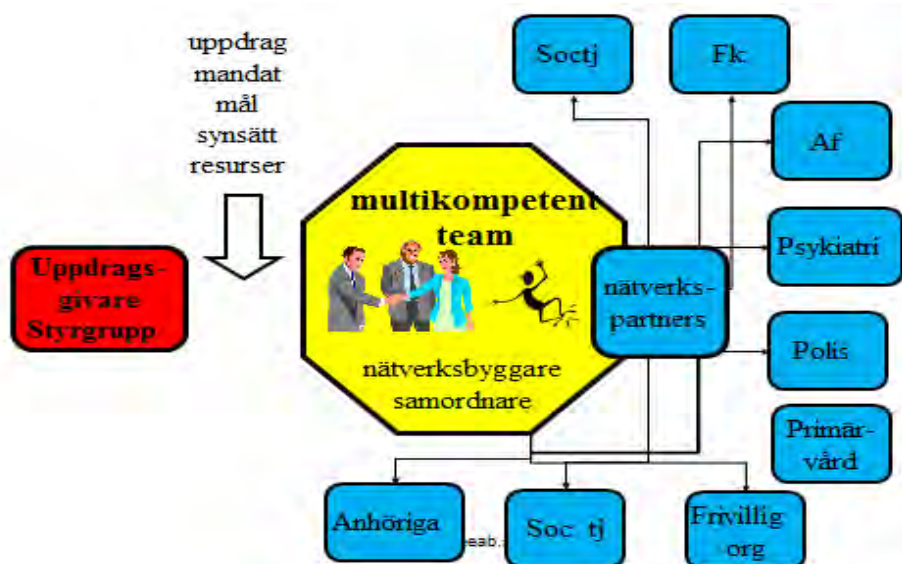 uppdrag
mandat
mål
synsätt
resurser
Soctj
Fk
Af
Psykiatri
Polis
Primär-
vård
Uppdrags-
givare
Styrgrupp
multikompetent
team
nätverks-
partners
nätverksbyggare
samordnare
Anhöriga
Soc tj
Frivillig
org
eab.